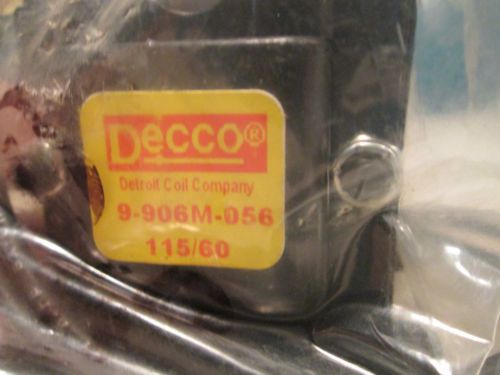 Decco®
Detroit Coil Company
9-906M-056
115/60